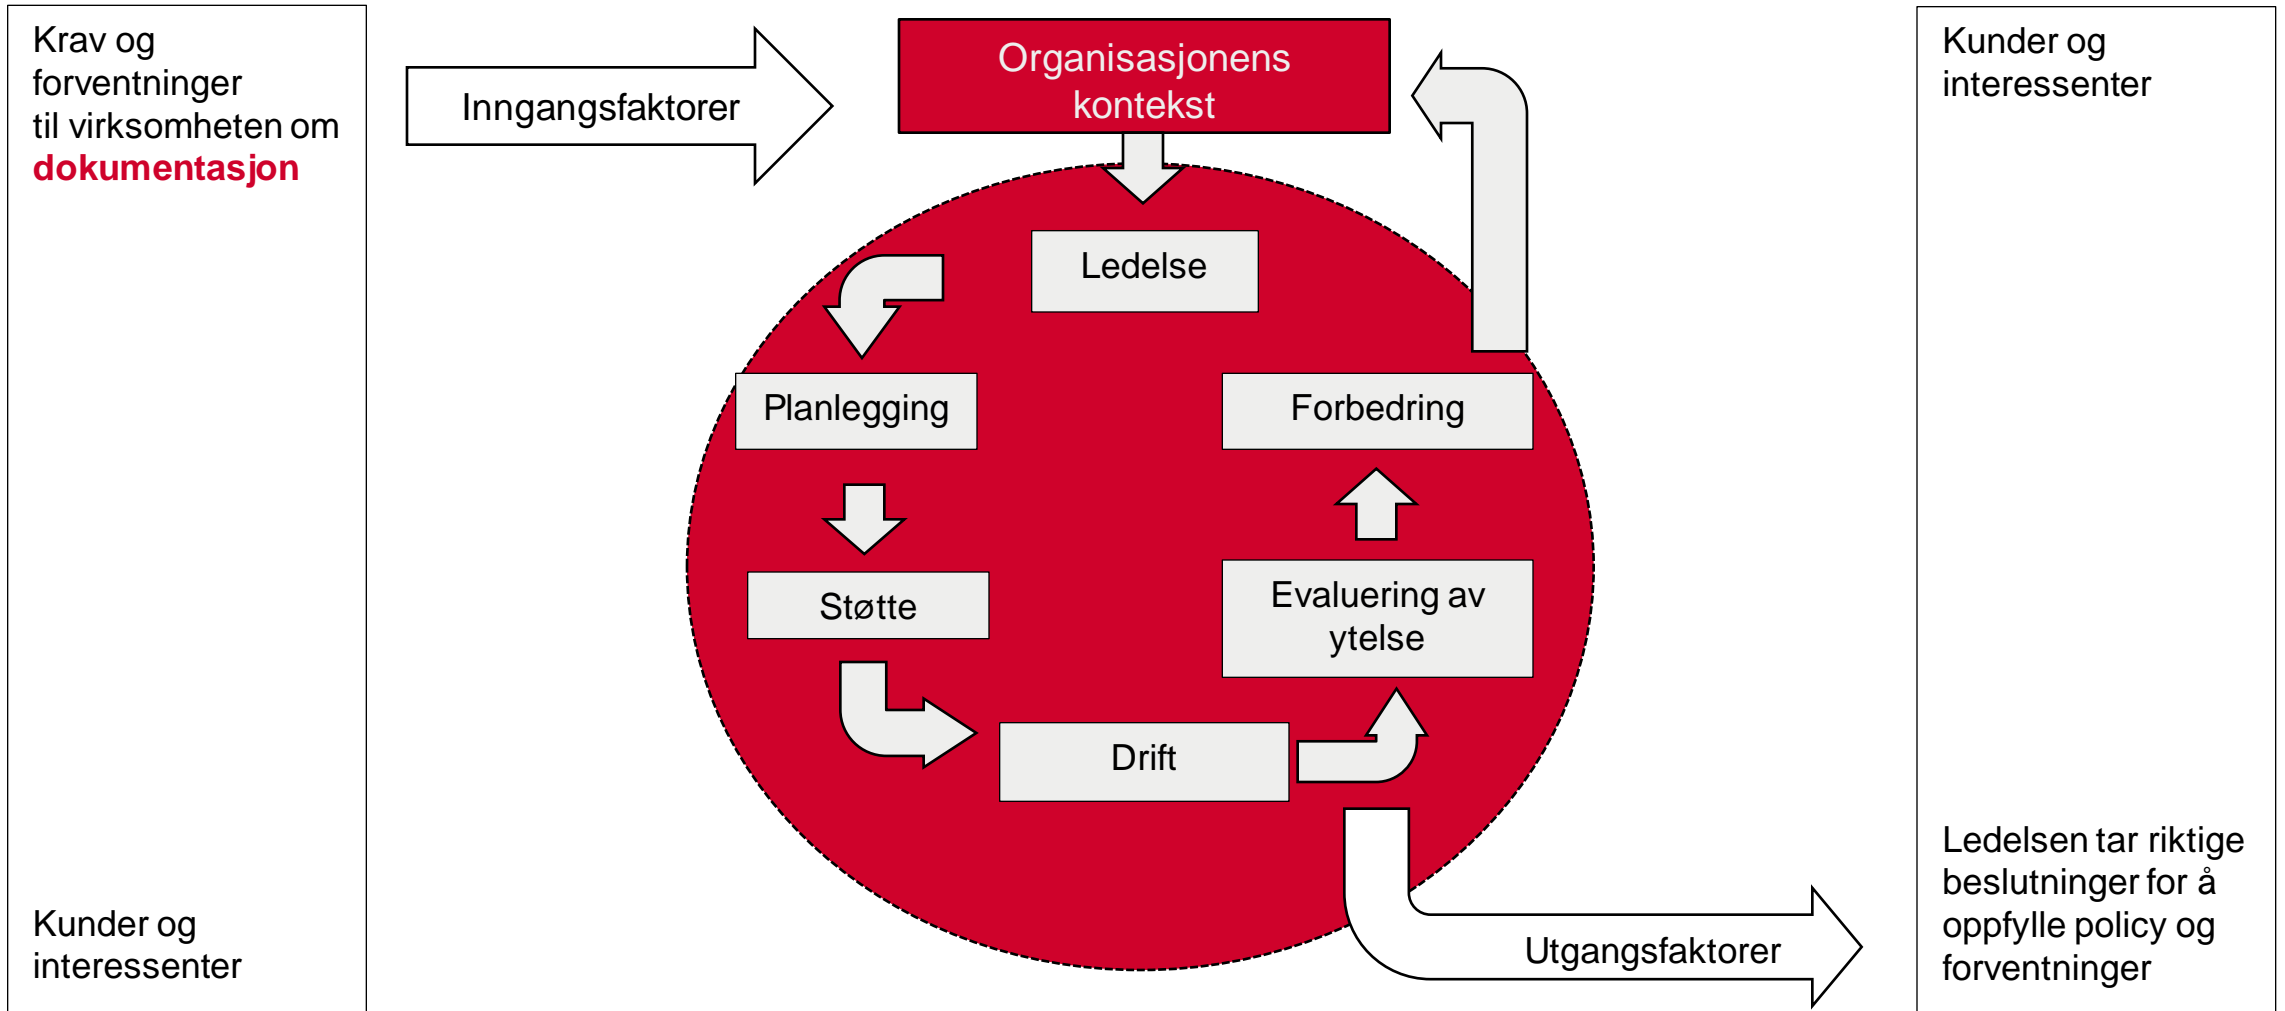 Krav og
forventninger
til virksomheten om
dokumentasjon
Kunder og
interessenter
Inngangsfaktorer
Organisasjonens
kontekst
Ledelse
Planlegging
Støtte
Drift
Evaluering av
ytelse
Forbedring
Utgangsfaktorer
Kunder og
interessenter
Ledelsen tar riktige
beslutninger for å
oppfylle policy og
forventninger